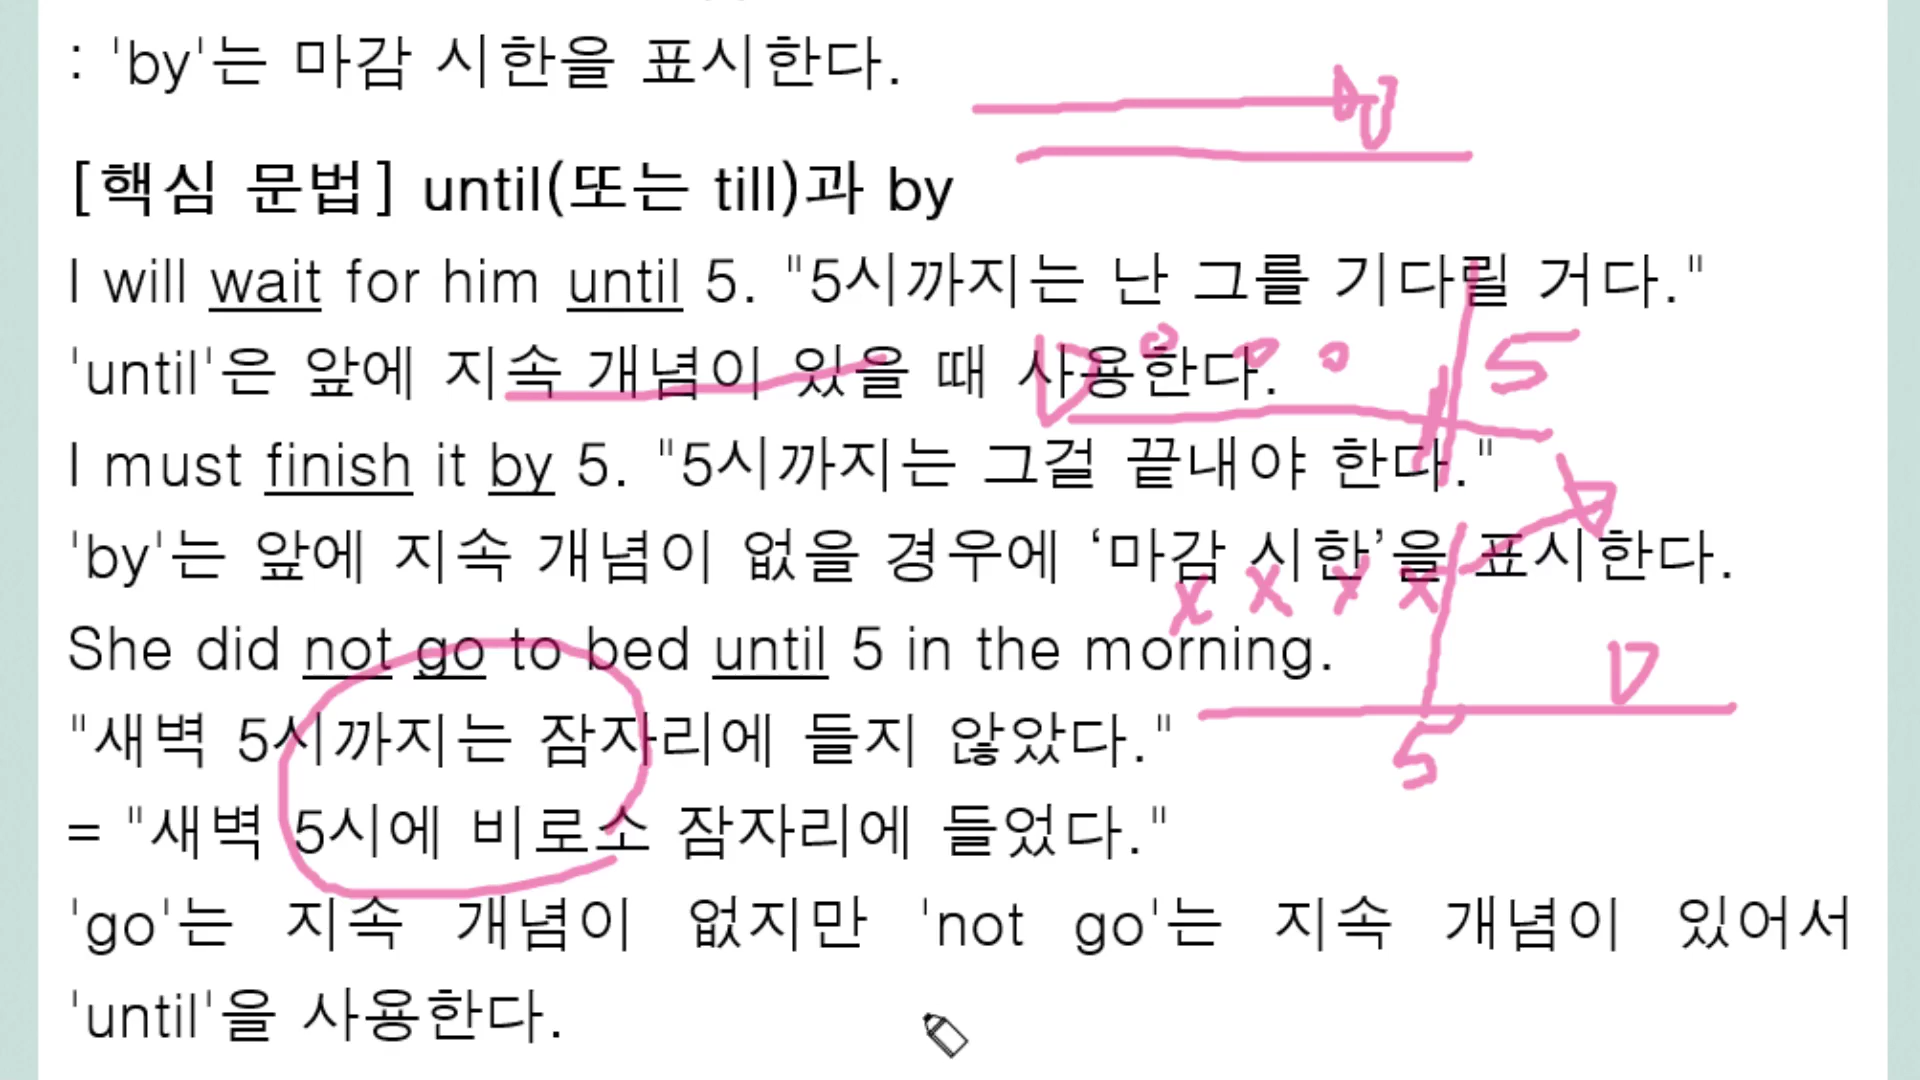 : 'by'는 마감 시한을 표시한다.
[핵심 문법] until(또는 till)과 by
I will wait for him until 5. "5시까지는 난 그를 기다릴 거다."
'until'은 앞에 지속 개념이 있을 때 사용한다.
5
I must finish it by 5. "5시까지는 그걸 끝내야 한다."
'by'는 앞에 지속 개념이 없을 경우에 ‘마감 시한’을 표시한다.
x x x x
She did not go to bed until 5 in the morning.
"새벽 5시까지는 잠자리에 들지 않았다."
5
= "새벽 5시에 비로소 잠자리에 들었다."
'go'는 지속 개념이 없지만 'not go'는 지속 개념이 있어서
'until'을 사용한다.